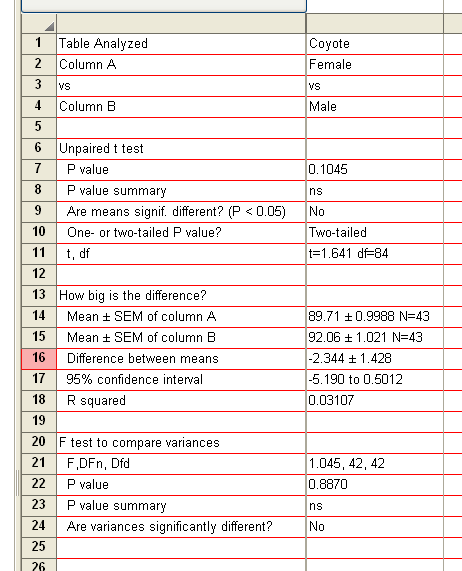 1 Table Analyzed Coyote
2 Column A Female
3 vs vs
4 Column B Male
5
6 Unpaired t test
7 P value 0.1045
8 P value summary ns
9 Are means signif. different? (P < 0.05) No
10 One- or two-tailed P value? Two-tailed
11 t, df t=1.641 df=84
12
13 How big is the difference?
14 Mean ± SEM of column A 89.71 ± 0.9988 N=43
15 Mean ± SEM of column B 92.06 ± 1.021 N=43
16 Difference between means -2.344 ± 1.428
17 95% confidence interval -5.190 to 0.5012
18 R squared 0.03107
19
20 F test to compare variances
21 F,DFn, Dfd 1.045, 42, 42
22 P value 0.8870
23 P value summary ns
24 Are variances significantly different? No
25
26